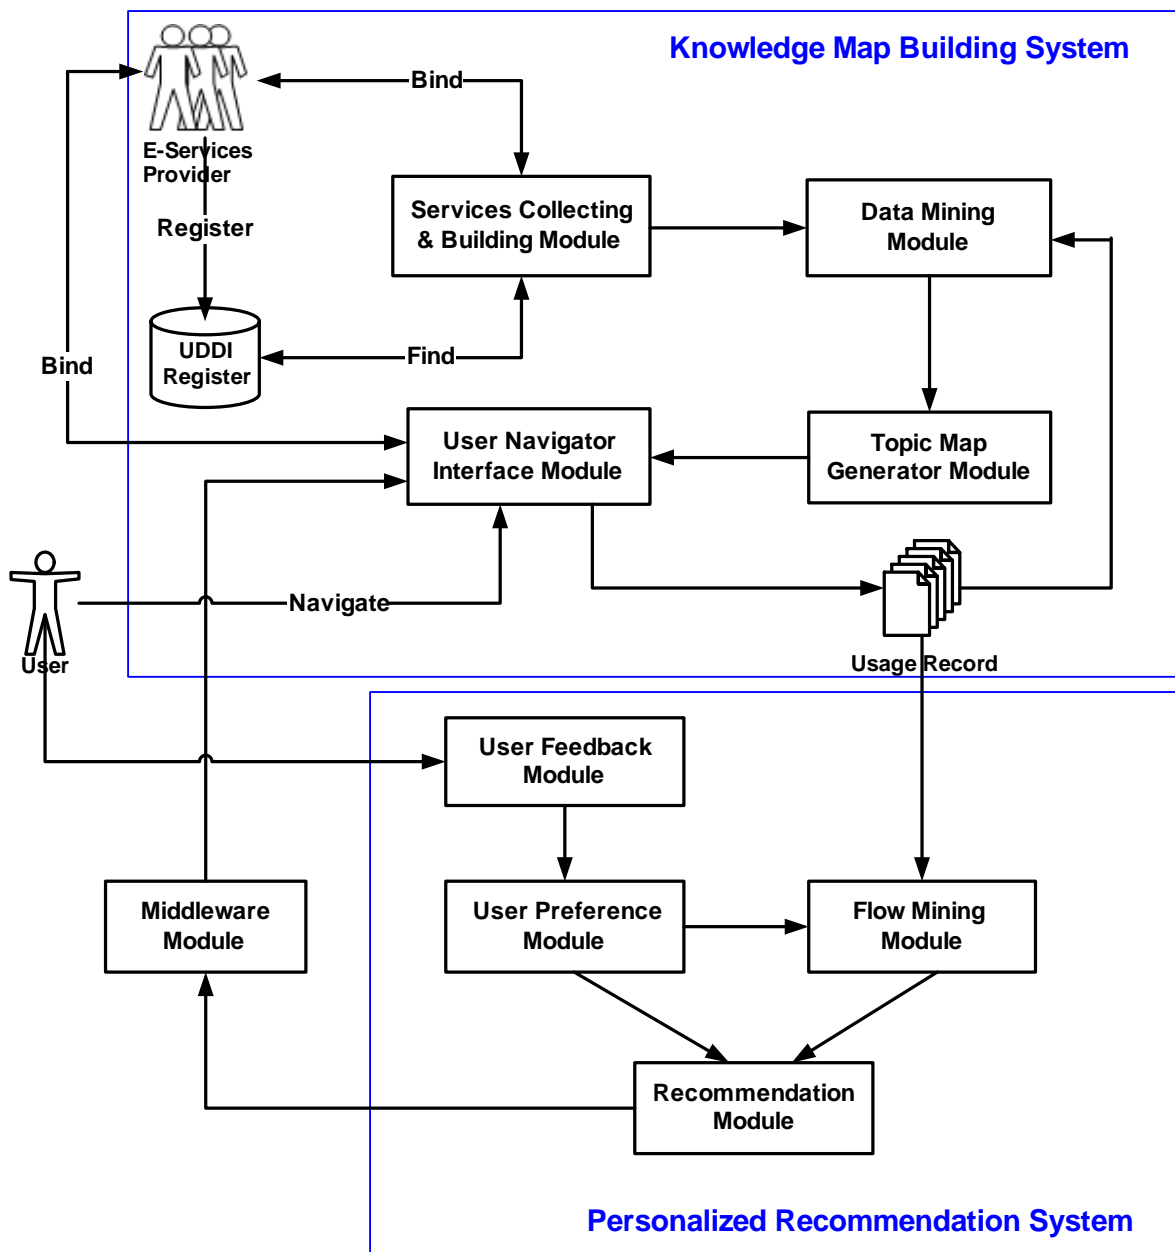 Knowledge Map Building System
Bind
E-Services
Provider
Services Collecting
& Building Module
Data Mining
Module
Register
UDDI
Register
Find
Bind
User Navigator
Interface Module
Topic Map
Generator Module
Navigate
User
Usage Record
User Feedback
Module
Middleware
Module
User Preference
Module
Flow Mining
Module
Recommendation
Module
Personalized Recommendation System